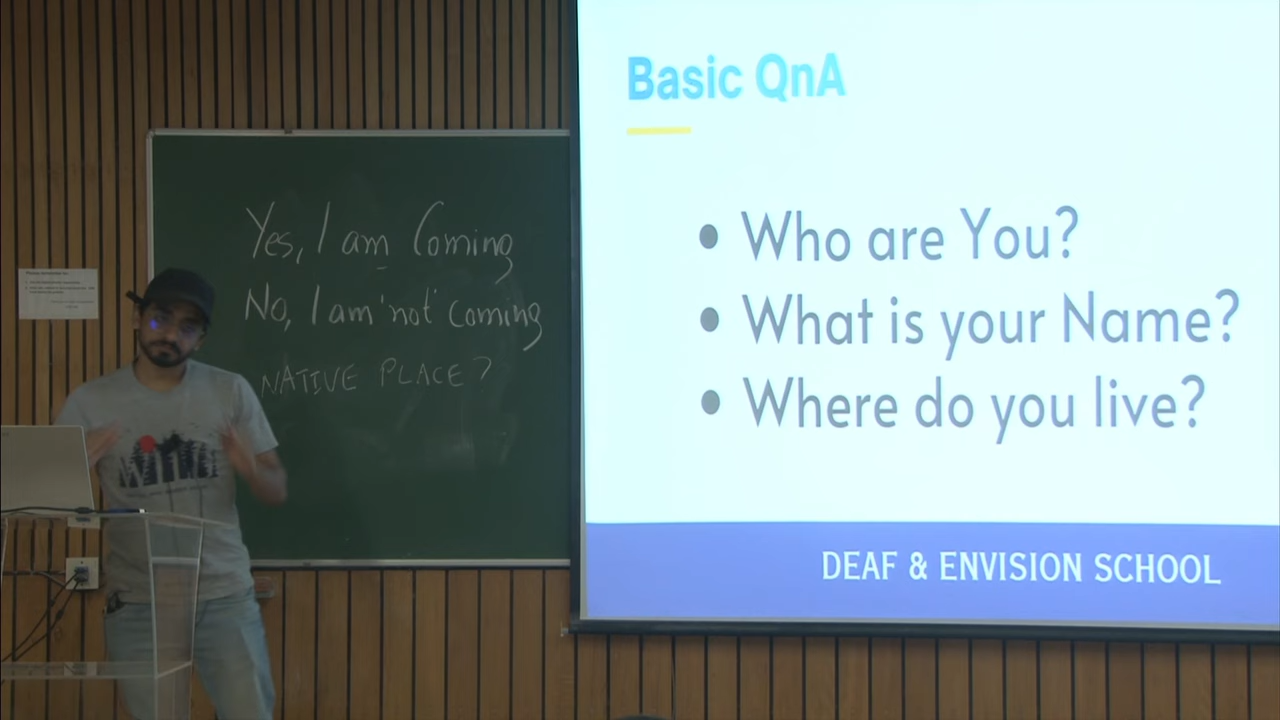 Yes, I am Coming
No, I am 'not' coming
NATIVE PLACE?
WILD
Basic QnA
• Who are You?
• What is your Name?
• Where do you live?
DEAF & ENVISION SCHOOL